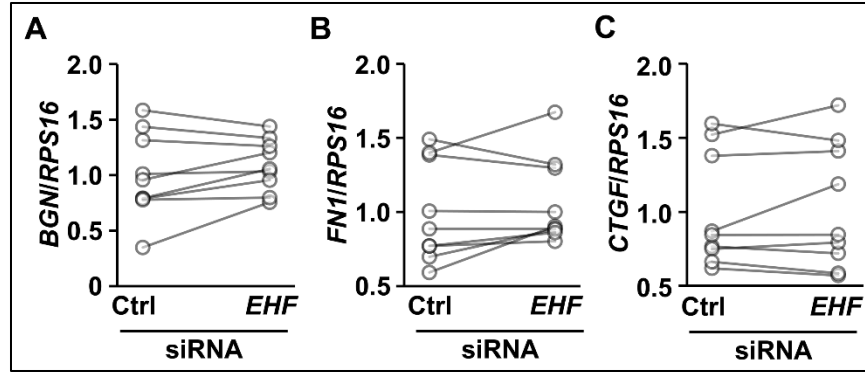 A
BGN/RPS16
2.0
1.5
1.0
0.5
0
Ctrl
EHF
siRNA
B
FN1/RPS16
2.0
1.5
1.0
0.5
Ctrl
EHF
siRNA
C
CTGF/RPS16
2.0
1.5
1.0
0.5
Ctrl
EHF
siRNA